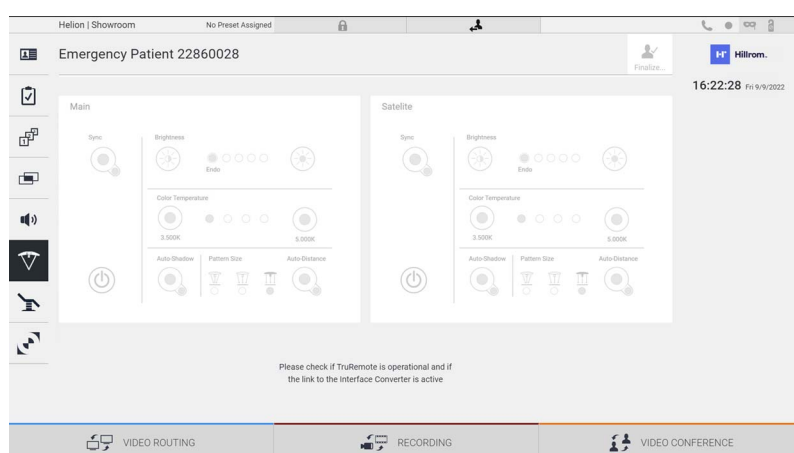 Helion | Showroom
No Preset Assigned
Emergency Patient 22860028
Finalize...
Hillrom.
16:22:28 Fri 9/9/2022
Main
Sync
Brightness
Endo
Color Temperature
3.500K
5.000K
Auto-Shadow
Pattern Size
Auto-Distance
Satelite
Sync
Brightness
Endo
Color Temperature
3.500K
5.000K
Auto-Shadow
Pattern Size
Auto-Distance
Please check if TruRemote is operational and if
the link to the Interface Converter is active
VIDEO ROUTING
RECORDING
VIDEO CONFERENCE